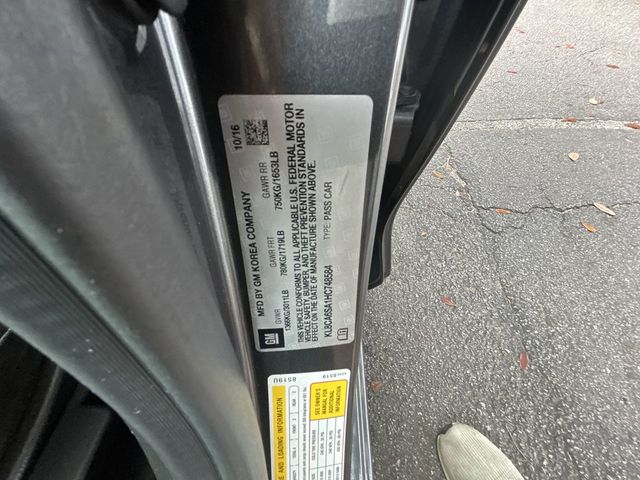 MFD BY GM KOREA COMPANY 10/16
GVWR GAWR FRT GAWR RR
1366KG/3011LB 780KG/1719LB 750KG/1653LB
THIS VEHICLE CONFORMS TO ALL APPLICABLE U.S. FEDERAL MOTOR
VEHICLE SAFETY, BUMPER, AND THEFT PREVENTION STANDARDS IN
EFFECT ON THE DATE OF MANUFACTURE SHOWN ABOVE.
KL8CA6SA1HC748584 TYPE: PASS CAR
GM
8519U
E AND LOADING INFORMATION
SEE OWNER'S
MANUAL FOR
ADDITIONAL
INFORMATION